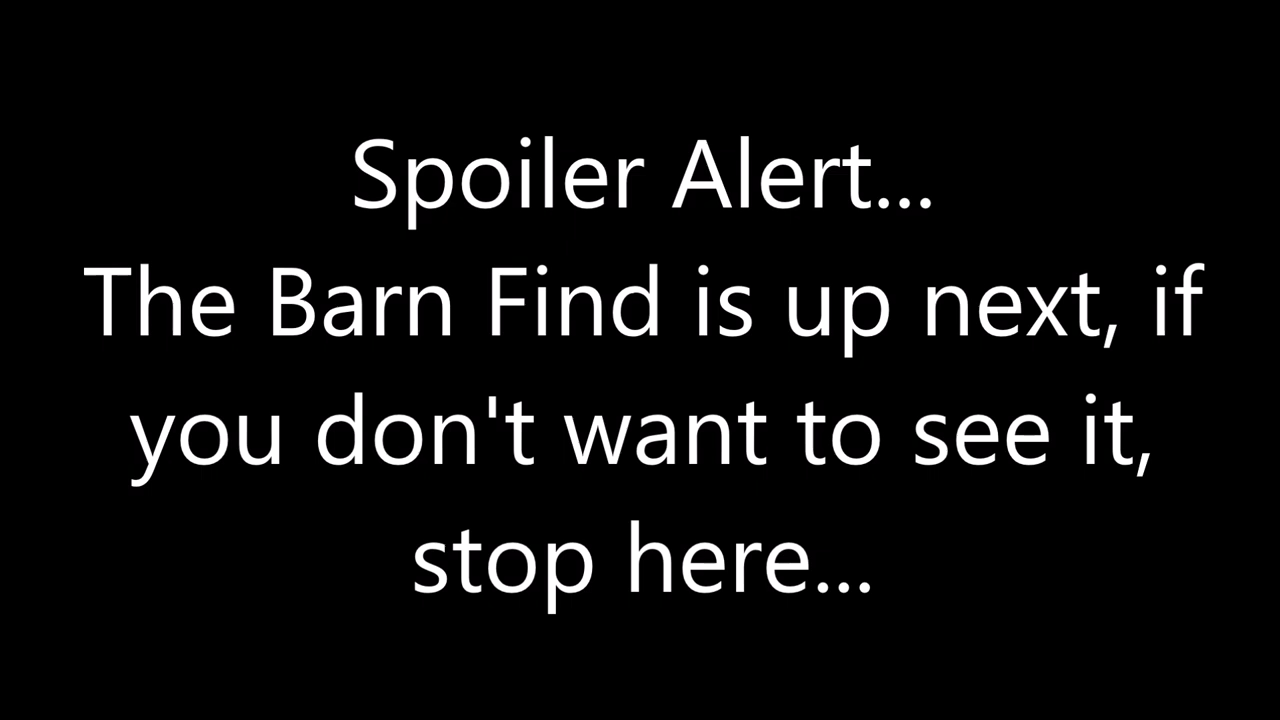 Spoiler Alert...
The Barn Find is up next, if
you don't want to see it,
stop here...